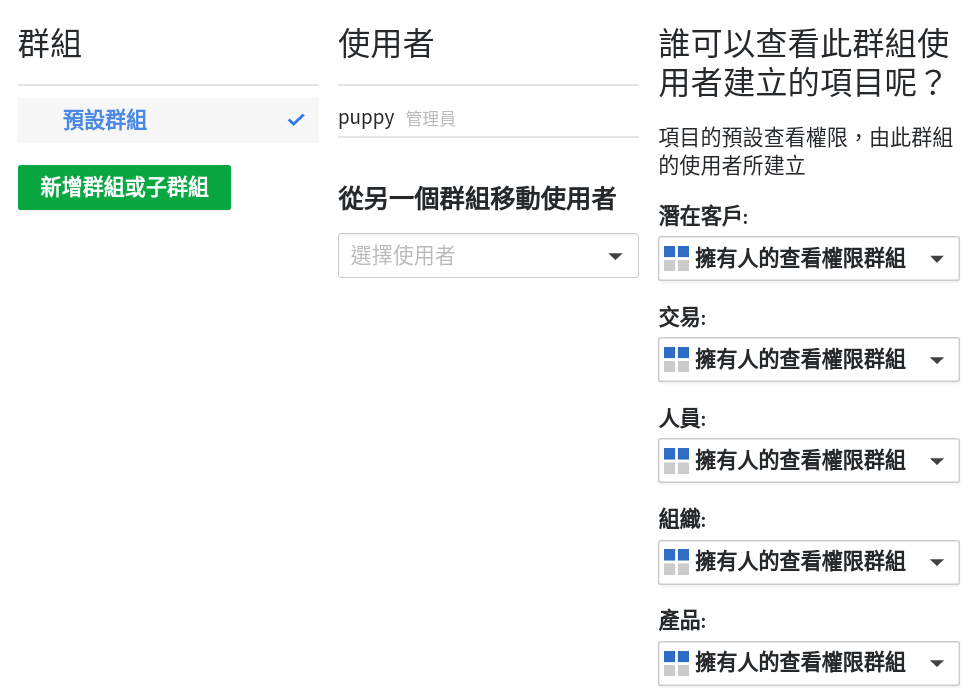 群組
預設群組
新增群組或子群組
使用者
puppy 管理員
從另一個群組移動使用者
選擇使用者
誰可以查看此群組使
用者建立的項目呢？
項目的預設查看權限，由此群組
的使用者所建立
潛在客戶:
擁有人的查看權限群組
交易:
擁有人的查看權限群組
人員:
擁有人的查看權限群組
組織:
擁有人的查看權限群組
產品:
擁有人的查看權限群組